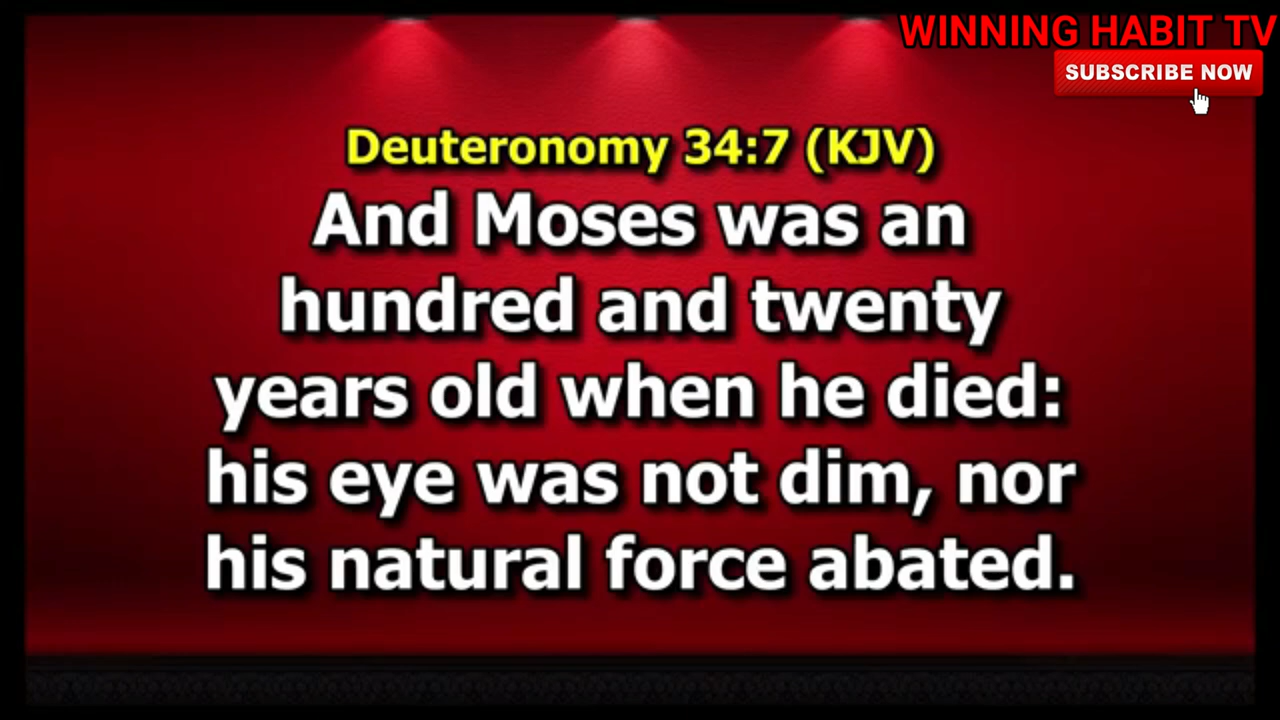 WINNING HABIT TV
SUBSCRIBE NOW
Deuteronomy 34:7 (KJV)
And Moses was an
hundred and twenty
years old when he died:
his eye was not dim, nor
his natural force abated.